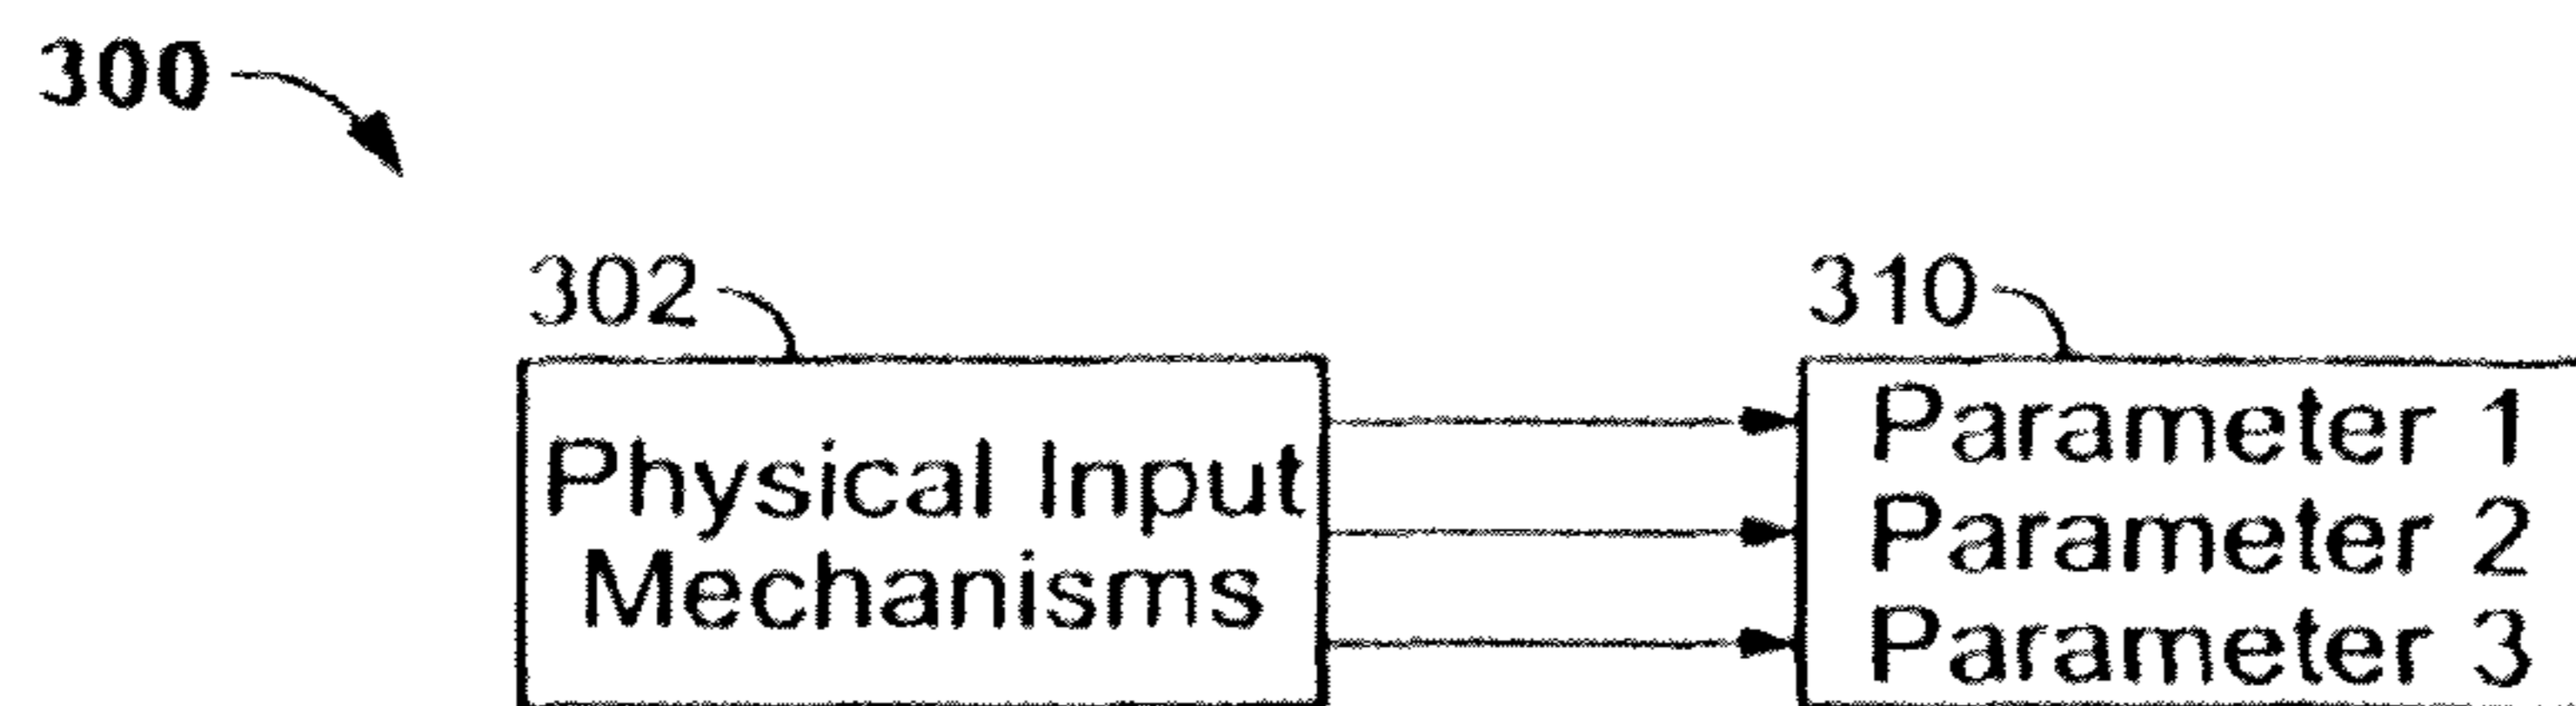 300
302
310
Physical Input
Mechanisms
Parameter 1
Parameter 2
Parameter 3